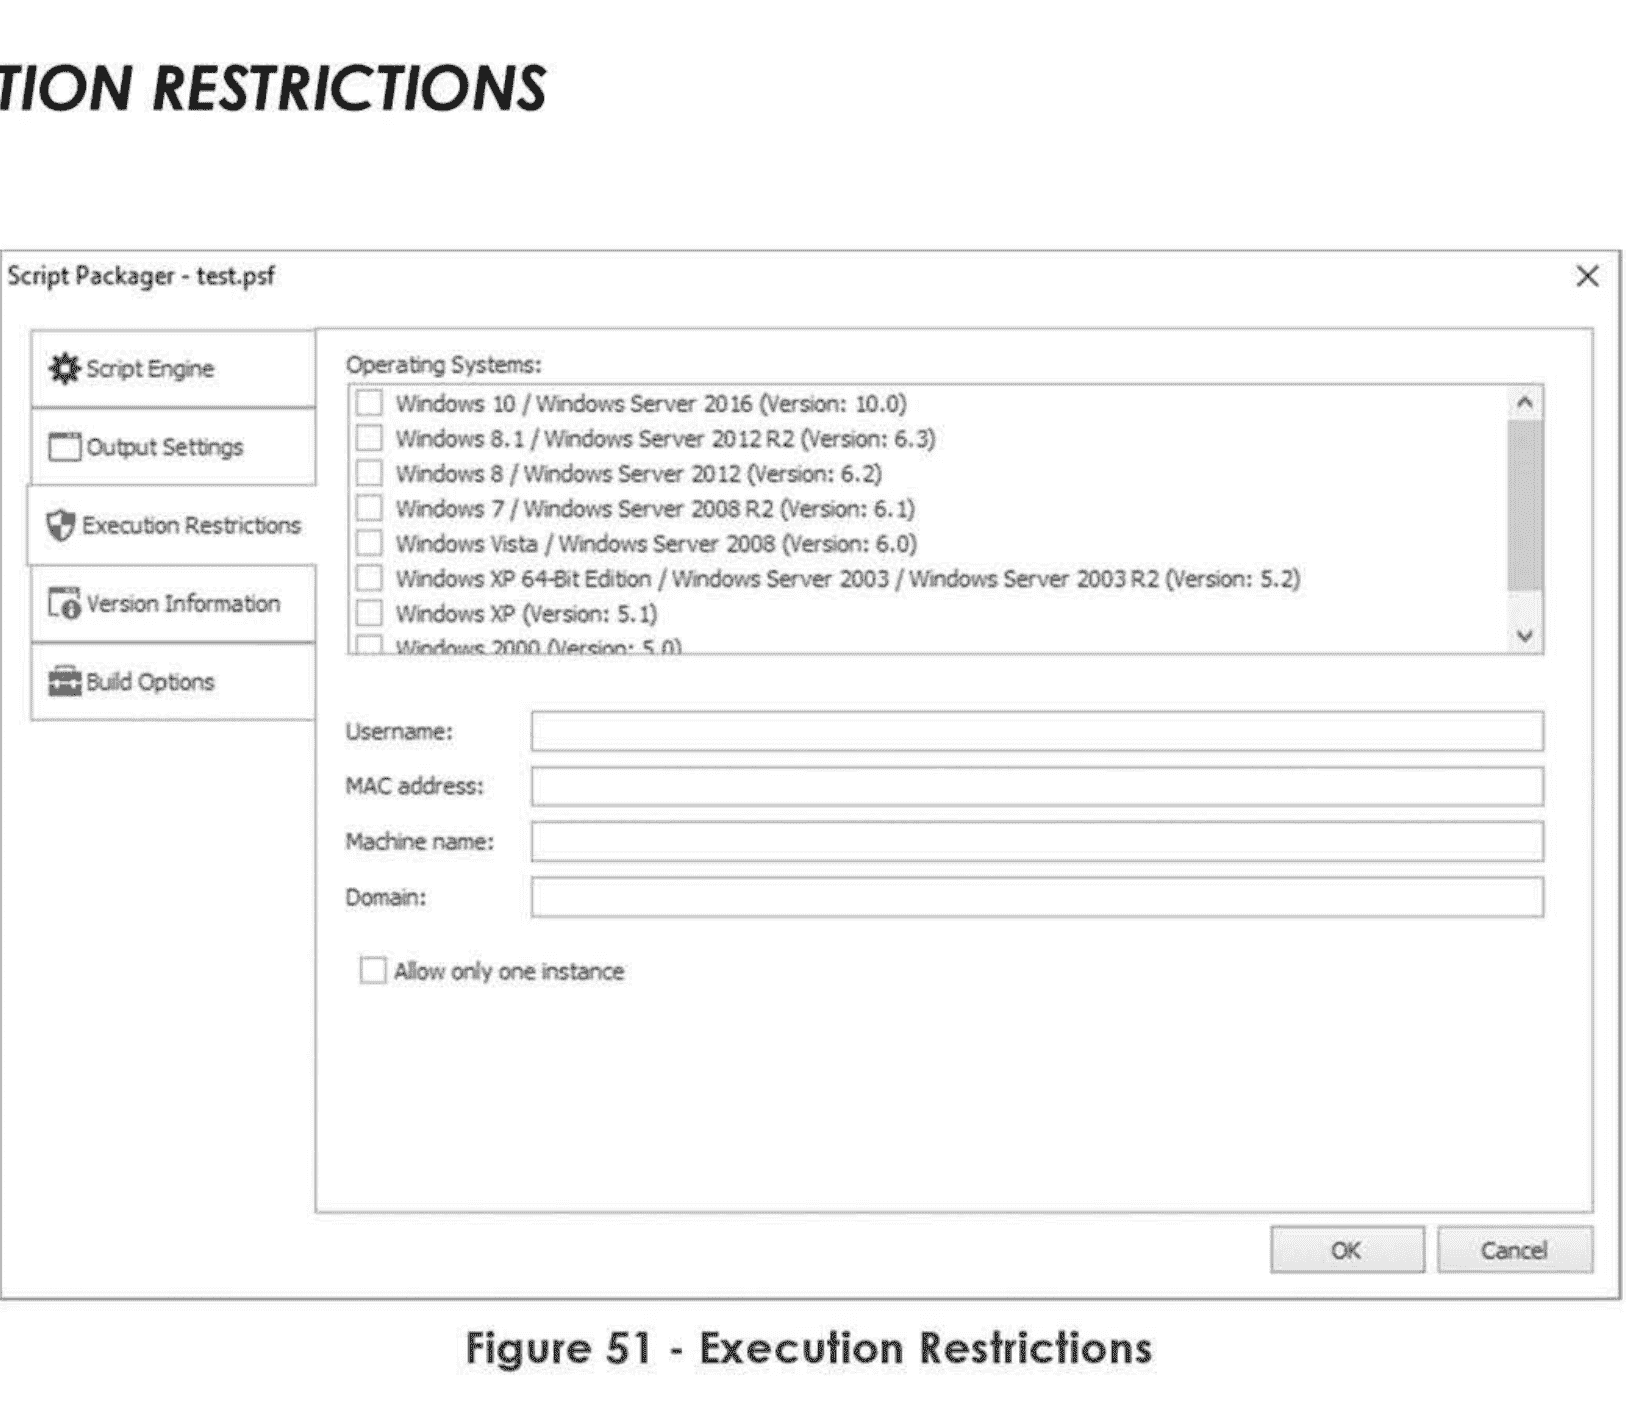 TION RESTRICTIONS
Script Packager - test.psf
Script Engine
Output Settings
Execution Restrictions
Version Information
Build Options
Operating Systems:
Windows 10 / Windows Server 2016 (Version: 10.0)
Windows 8.1 / Windows Server 2012 R2 (Version: 6.3)
Windows 8 / Windows Server 2012 (Version: 6.2)
Windows 7 / Windows Server 2008 R2 (Version: 6.1)
Windows Vista / Windows Server 2008 (Version: 6.0)
Windows XP 64-Bit Edition / Windows Server 2003 / Windows Server 2003 R2 (Version: 5.2)
Windows XP (Version: 5.1)
Windows 2000 (Version: 5.0)
Username:
MAC address:
Machine name:
Domain:
Allow only one instance
OK
Cancel
Figure 51 - Execution Restrictions